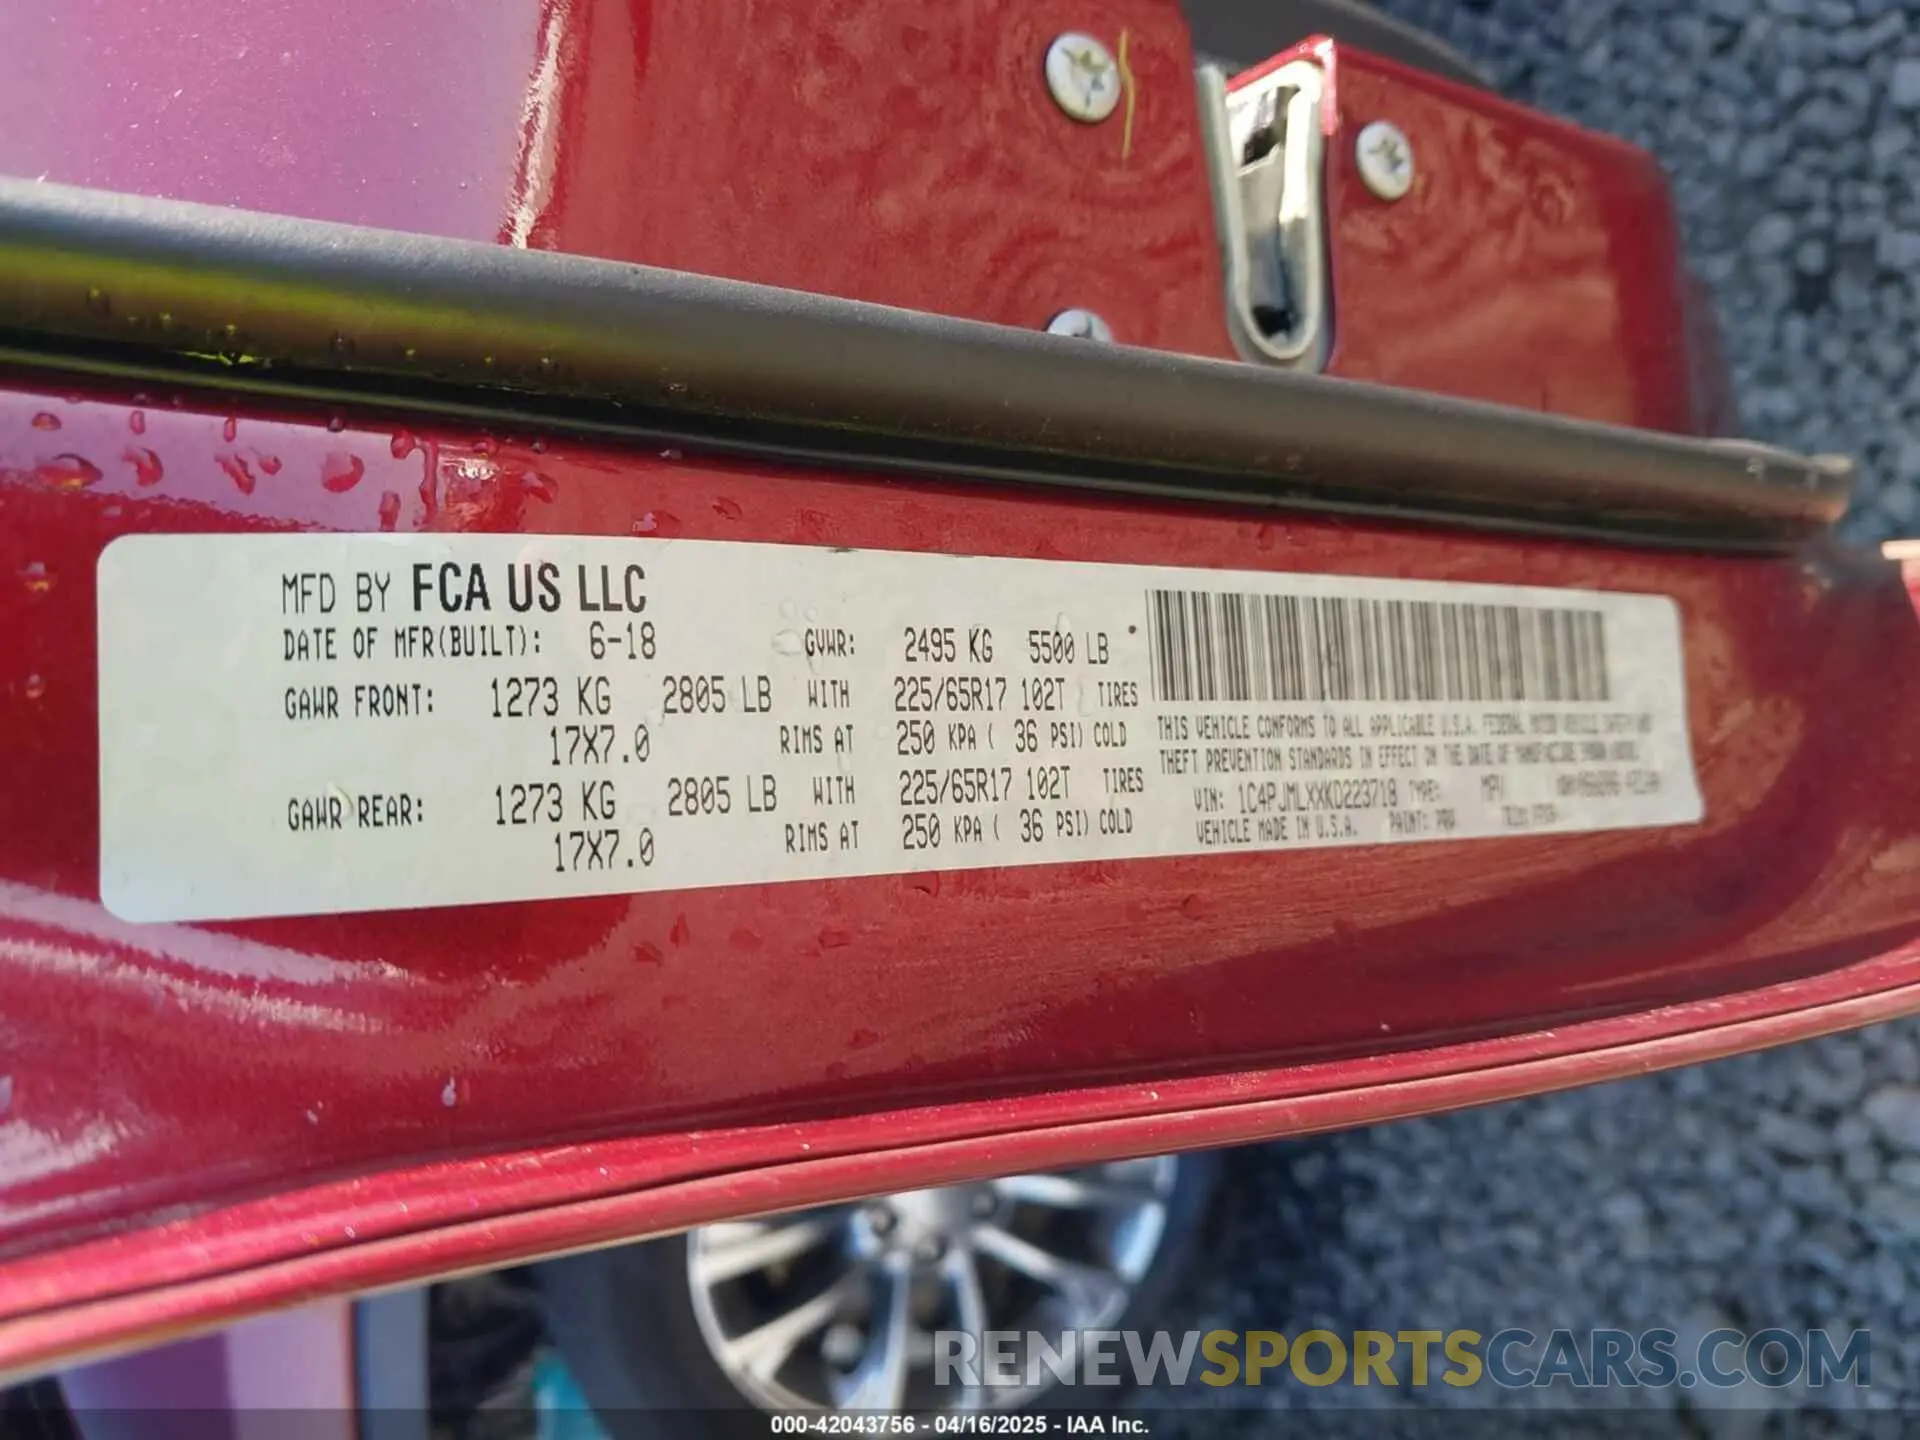 MFD BY FCA US LLC
DATE OF MFR(BUILT): 6-18 GVWR: 2495 KG 5500 LB
GAWR FRONT: 1273 KG 2805 LB WITH 225/65R17 102T TIRES
17X7.0 RIMS AT 250 KPA ( 36 PSI) COLD
GAWR REAR: 1273 KG 2805 LB WITH 225/65R17 102T TIRES
17X7.0 RIMS AT 250 KPA ( 36 PSI) COLD
THIS VEHICLE CONFORMS TO ALL APPLICABLE U.S.A. FEDERAL MOTOR VEHICLE SAFETY AND
THEFT PREVENTION STANDARDS IN EFFECT ON THE DATE OF MANUFACTURE SHOWN ABOVE.
VIN: 1C4PJMLXXKD223718 TYPE: MPV
VEHICLE MADE IN U.S.A. PAINT:
RENEWSPORTSCARS.COM
000-42043756 - 04/16/2025 - IAA Inc.